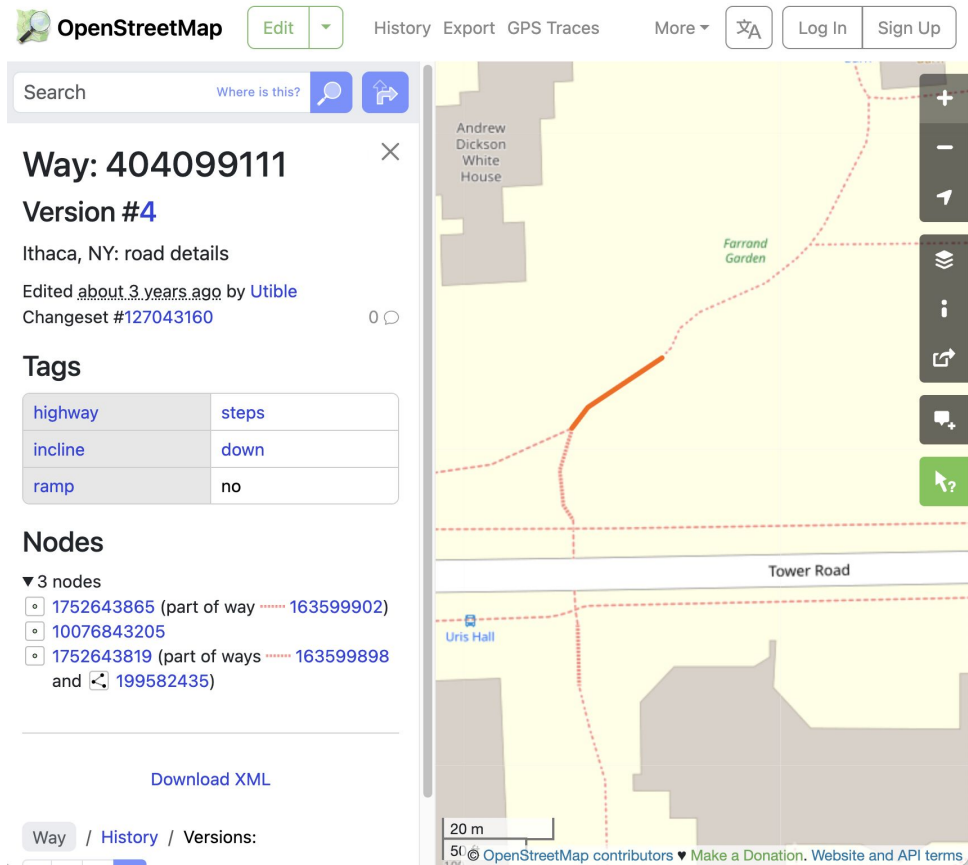 OpenStreetMap
Edit
History Export GPS Traces
More
Log In
Sign Up
Search
Where is this?
Way: 404099111
Version #4
Ithaca, NY: road details
Edited about 3 years ago by Utible
Changeset #127043160
0
Tags
highway steps
incline down
ramp no
Nodes
3 nodes
1752643865 (part of way 163599902)
10076843205
1752643819 (part of ways 163599898
and 199582435)
Download XML
Way / History / Versions:
Andrew
Dickson
White
House
Farrand
Garden
Tower Road
Uris Hall
20 m
© OpenStreetMap contributors ♥ Make a Donation. Website and API terms